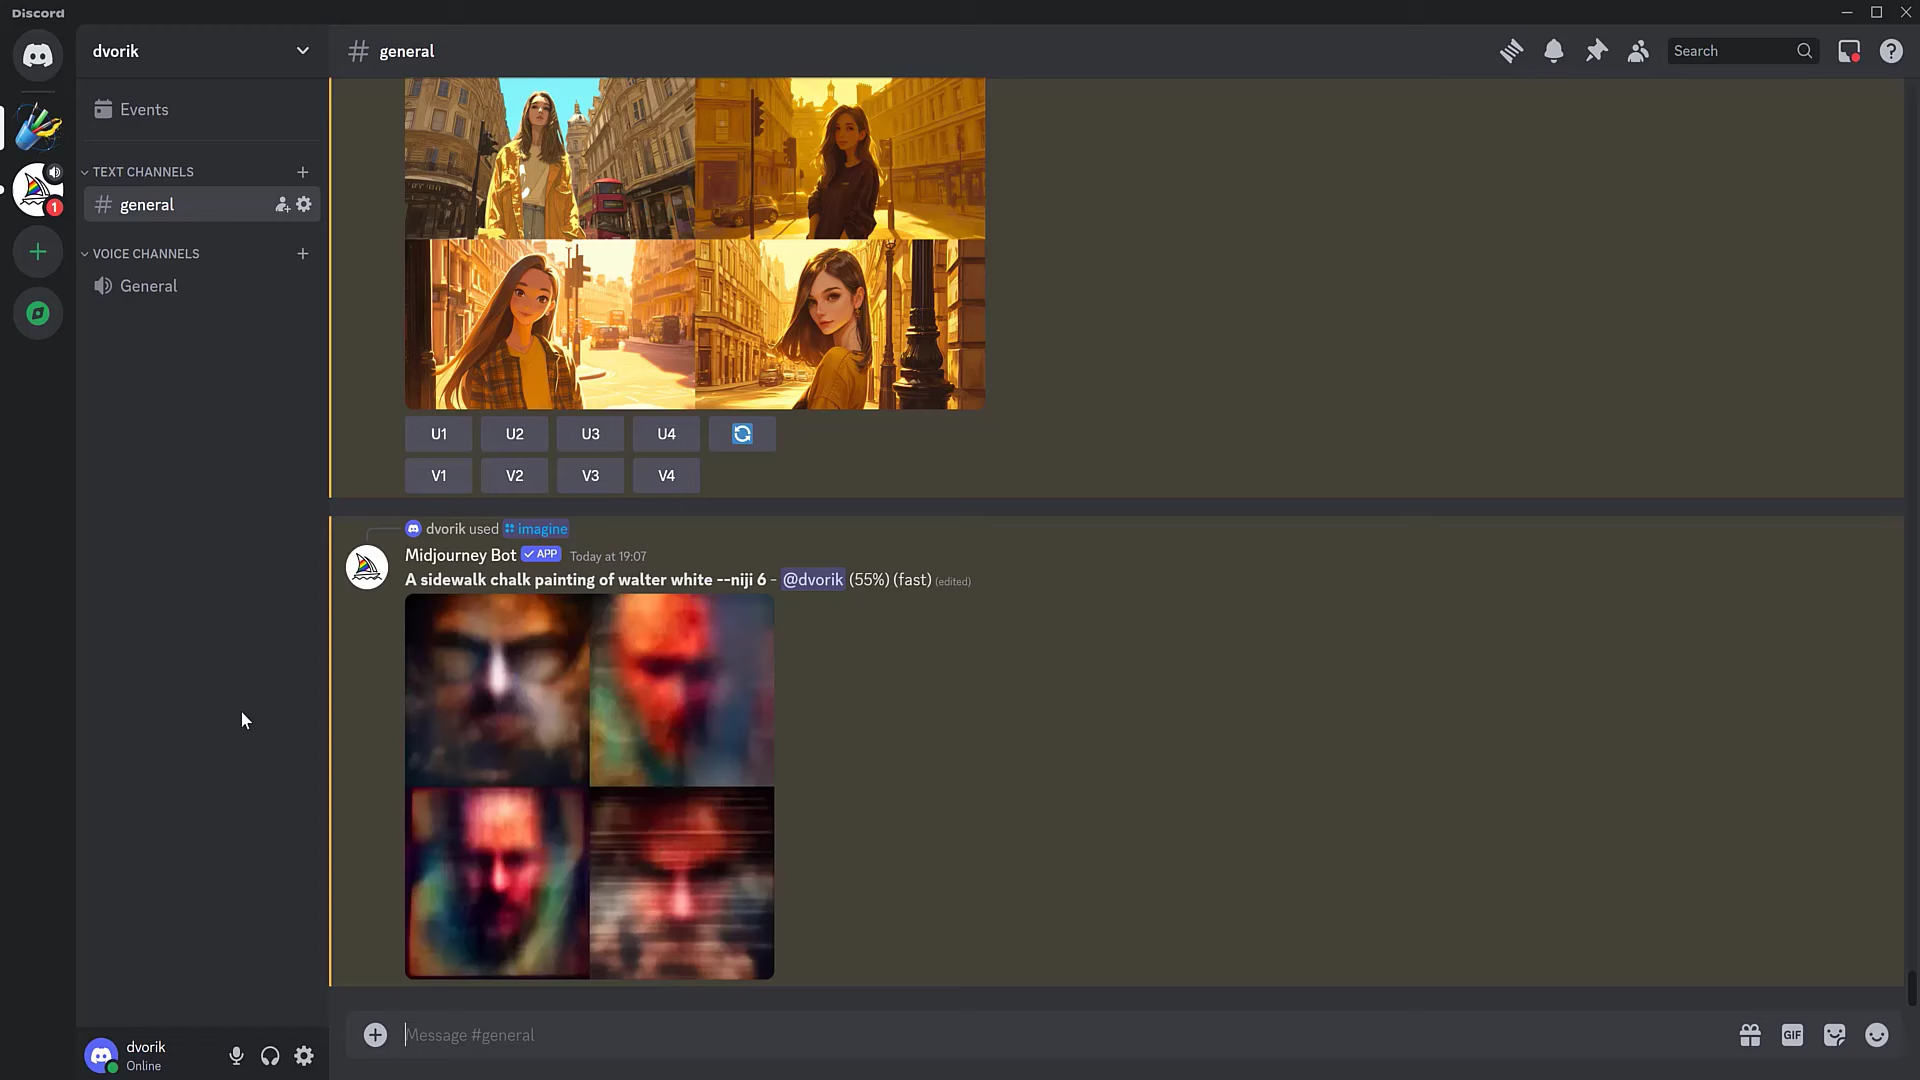 Discord
dvorik
general
Search
Events
TEXT CHANNELS
general
VOICE CHANNELS
General
1
U1 U2 U3 U4
V1 V2 V3 V4
dvorik used imagine
Midjourney Bot APP Today at 19:07
A sidewalk chalk painting of walter white --niji 6 - @dvorik (55%) (fast) (edited)
Message #general
GIF
dvorik
Online